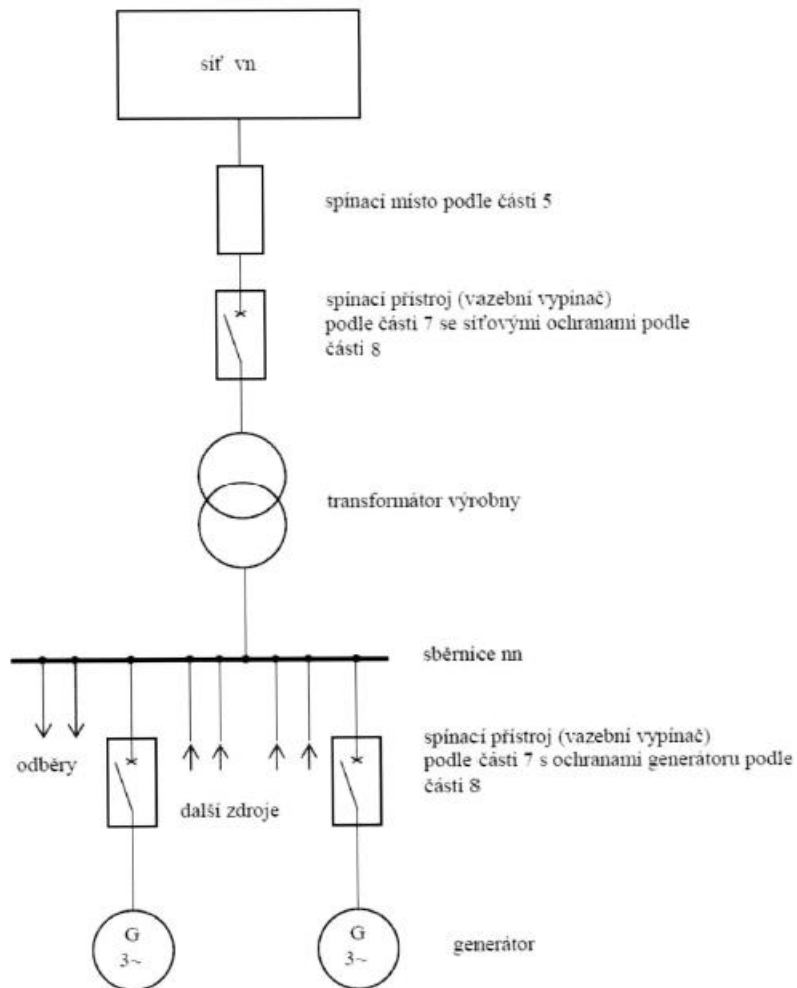 síť vn
spínací místo podle části 5
spínací přístroj (vazební vypínač)
podle části 7 se síťovými ochranami podle
části 8
transformátor výrobny
sběrnice nn
odběry
další zdroje
spínací přístroj (vazební vypínač)
podle části 7 s ochranami generátoru podle
části 8
G
3~
G
3~
generátor